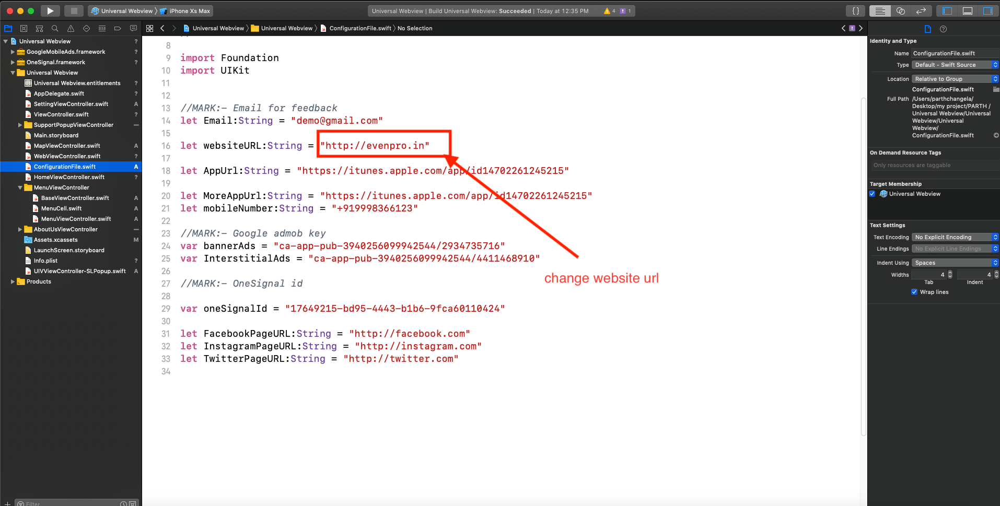 Universal Webview 〉 iPhone Xs Max
Universal Webview | Build Universal Webview: Succeeded | Today at 12:35 PM
4
1
{}
Universal Webview 〉 Universal Webview 〉 ConfigurationFile.swift 〉 No Selection
Universal Webview ?
GoogleMobileAds.framework ?
OneSignal.framework ?
Universal Webview
Universal Webview.entitlements ?
AppDelegate.swift ?
SettingViewController.swift A
ViewController.swift ?
SupportPopupViewController —
Main.storyboard
MapViewController.swift A
WebViewController.swift ?
ConfigurationFile.swift A
HomeViewController.swift ?
MenuViewController
BaseViewController.swift A
MenuCell.swift A
MenuViewController.swift A
AboutUsViewController —
Assets.xcassets M
LaunchScreen.storyboard
Info.plist ?
UIVViewController-SLPopup.swift A
Products
Filter
8
9 import Foundation
10 import UIKit
11
12
13 //MARK:- Email for feedback
14 let Email:String = "demo@gmail.com"
15
16 let websiteURL:String = "http://evenpro.in"
17
18 let AppUrl:String = "https://itunes.apple.com/app/id14702261245215"
19
20 let MoreAppUrl:String = "https://itunes.apple.com/app/id14702261245215"
21 let mobileNumber:String = "+919998366123"
22
23 //MARK:- Google admob key
24 var bannerAds = "ca-app-pub-3940256099942544/2934735716"
25 var InterstitialAds = "ca-app-pub-3940256099942544/4411468910"
26
27 //MARK:- OneSignal id
28
29 var oneSignalId = "17649215-bd95-4443-b1b6-9fca60110424"
30
31 let FacebookPageURL:String = "http://facebook.com"
32 let InstagramPageURL:String = "http://instagram.com"
33 let TwitterPageURL:String = "http://twitter.com"
34
change website url
Identity and Type
Name ConfigurationFile.swift
Type Default - Swift Source
Location Relative to Group
ConfigurationFile.swift
Full Path /Users/parthchangela/
Desktop/my project/PARTH /
Universal Webview/Universal
Webview/Universal
Webview/
ConfigurationFile.swift
On Demand Resource Tags
Only resources are taggable
Target Membership
Universal Webview
Text Settings
Text Encoding No Explicit Encoding
Line Endings No Explicit Line Endings
Indent Using Spaces
Widths 4 4
Tab Indent
Wrap lines